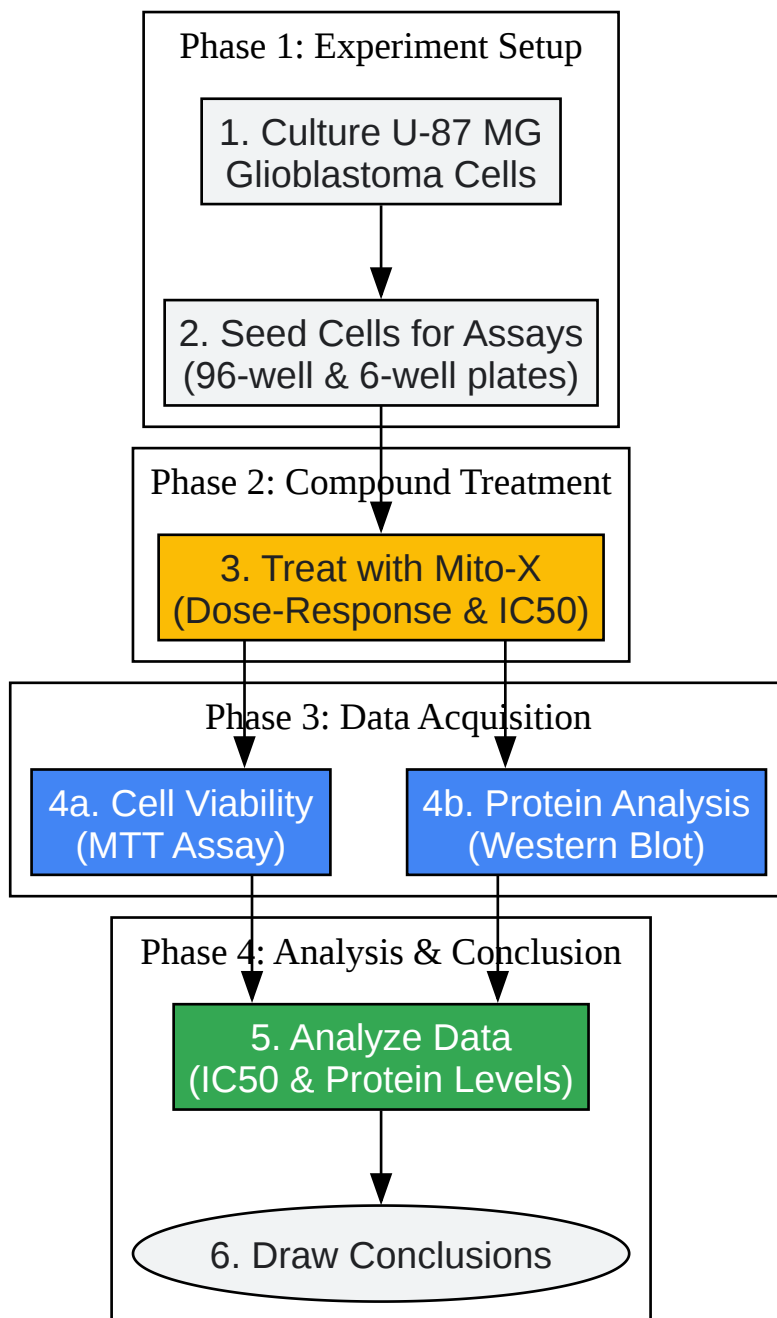 Phase 1: Experiment Setup
1. Culture U-87 MG
Glioblastoma Cells
2. Seed Cells for Assays
(96-well & 6-well plates)
Phase 2: Compound Treatment
3. Treat with Mito-X
(Dose-Response & IC50)
Phase 3: Data Acquisition
4a. Cell Viability
(MTT Assay)
4b. Protein Analysis
(Western Blot)
Phase 4: Analysis & Conclusion
5. Analyze Data
(IC50 & Protein Levels)
6. Draw Conclusions